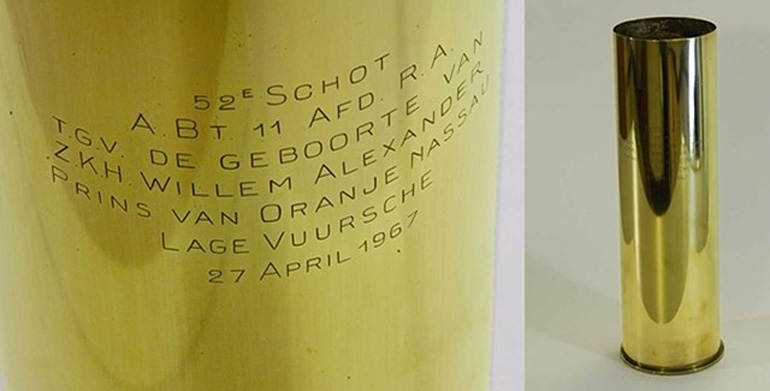 52E SCHOT
A.BT. 11 AFD. R.A.
T.G.V. DE GEBOORTE VAN
Z.K.H. WILLEM ALEXANDER
PRINS VAN ORANJE NASSAU
LAGE VUURSCHE
27 APRIL 1967